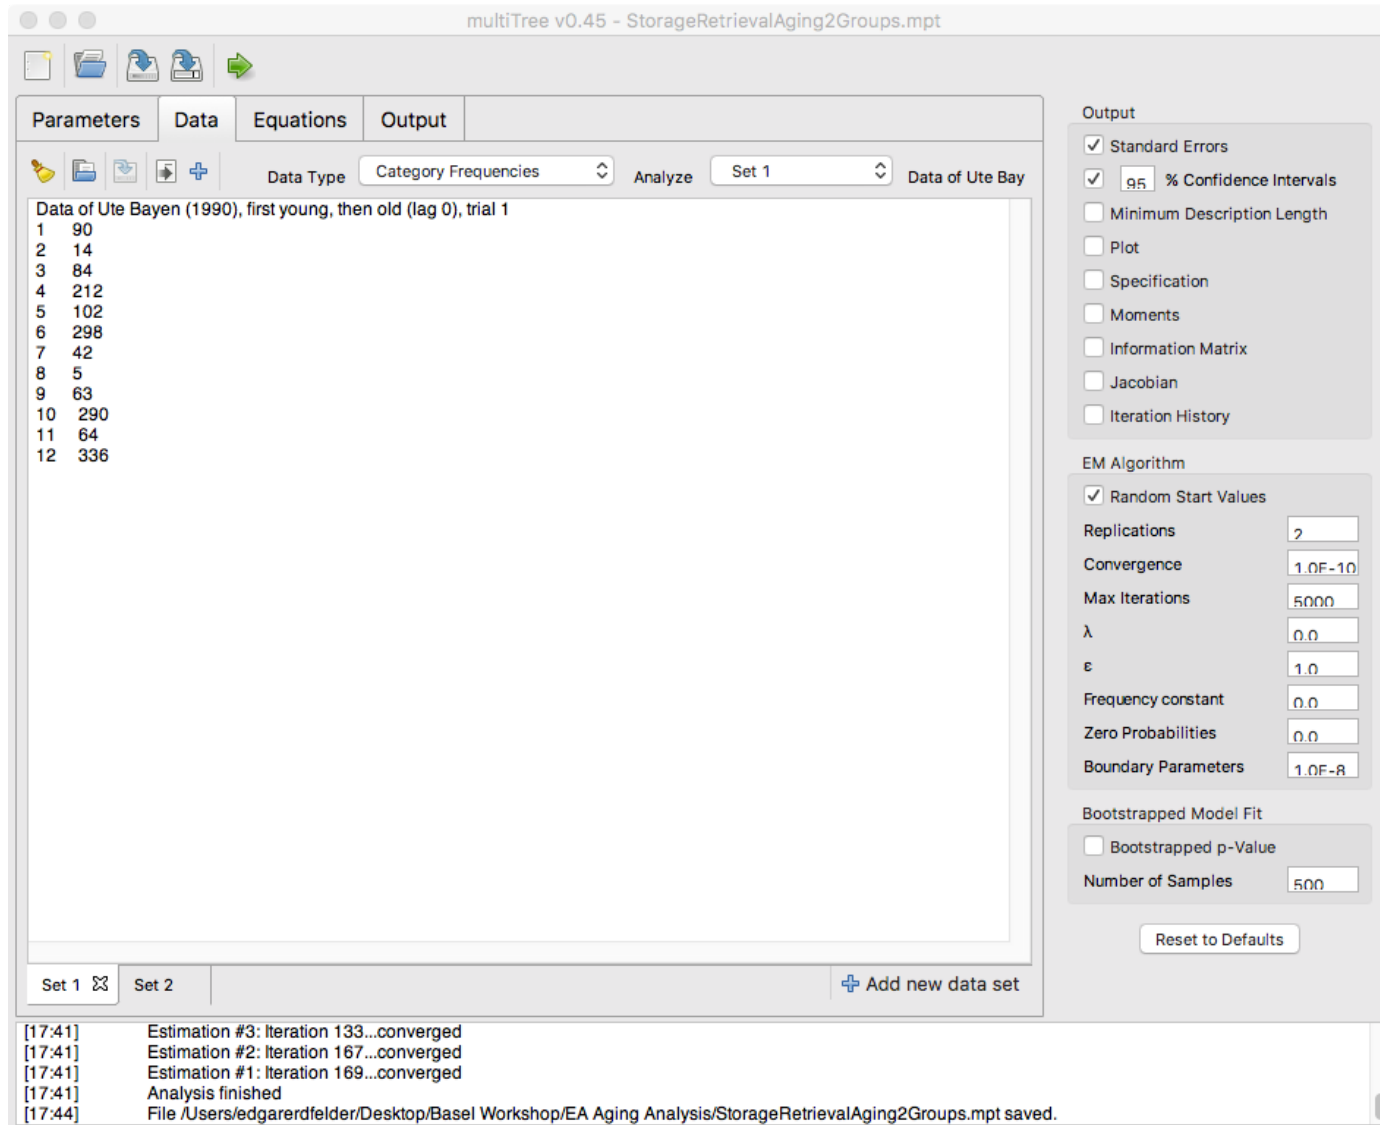 multiTree v0.45 - StorageRetrievalAging2Groups.mpt
Parameters Data Equations Output
Data Type Category Frequencies Analyze Set 1 Data of Ute Bay
Data of Ute Bayen (1990), first young, then old (lag 0), trial 1
1 90
2 14
3 84
4 212
5 102
6 298
7 42
8 5
9 63
10 290
11 64
12 336
Set 1 Set 2 Add new data set
Output
Standard Errors
95 % Confidence Intervals
Minimum Description Length
Plot
Specification
Moments
Information Matrix
Jacobian
Iteration History
EM Algorithm
Random Start Values
Replications 2
Convergence 1.0E-10
Max Iterations 5000
λ 0.0
ε 1.0
Frequency constant 0.0
Zero Probabilities 0.0
Boundary Parameters 1.0E-8
Bootstrapped Model Fit
Bootstrapped p-Value
Number of Samples 500
Reset to Defaults
[17:41] Estimation #3: Iteration 133...converged
[17:41] Estimation #2: Iteration 167...converged
[17:41] Estimation #1: Iteration 169...converged
[17:41] Analysis finished
[17:44] File /Users/edgarerdfelder/Desktop/Basel Workshop/EA Aging Analysis/StorageRetrievalAging2Groups.mpt saved.